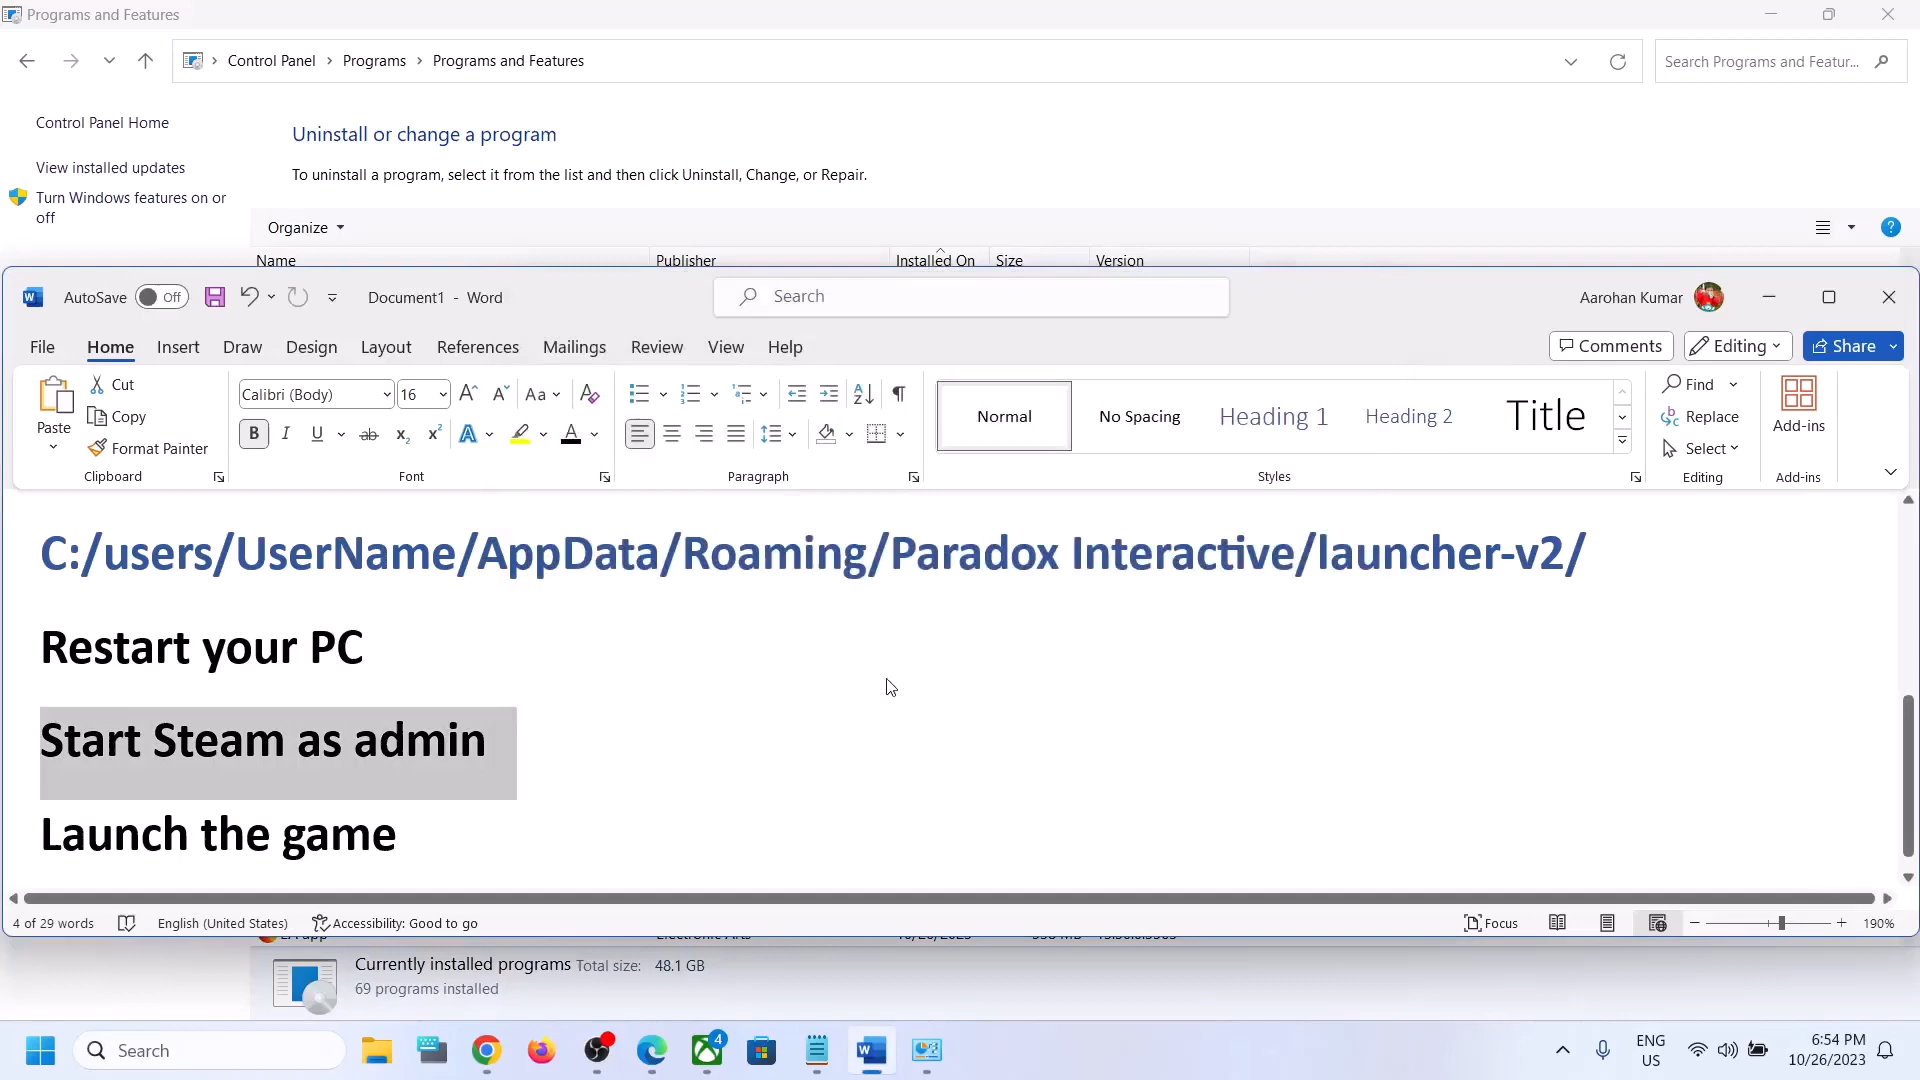 Programs and Features
Control Panel > Programs > Programs and Features
Search Programs and Featur...
Control Panel Home
Uninstall or change a program
View installed updates
To uninstall a program, select it from the list and then click Uninstall, Change, or Repair.
Turn Windows features on or
off
Organize
Name Publisher Installed On Size Version
AutoSave Off Document1 - Word
Search
Aarohan Kumar
File Home Insert Draw Design Layout References Mailings Review View Help
Comments Editing Share
Paste
Cut
Copy
Format Painter
Clipboard
Calibri (Body) 16
Font
Paragraph
Normal No Spacing Heading 1 Heading 2 Title
Styles
Find
Replace
Select
Editing
Add-ins
Add-ins
C:/users/UserName/AppData/Roaming/Paradox Interactive/launcher-v2/
Restart your PC
Start Steam as admin
Launch the game
4 of 29 words English (United States) Accessibility: Good to go
Focus 190%
Currently installed programs Total size: 48.1 GB
69 programs installed
Search
4
ENG
US
6:54 PM
10/26/2023